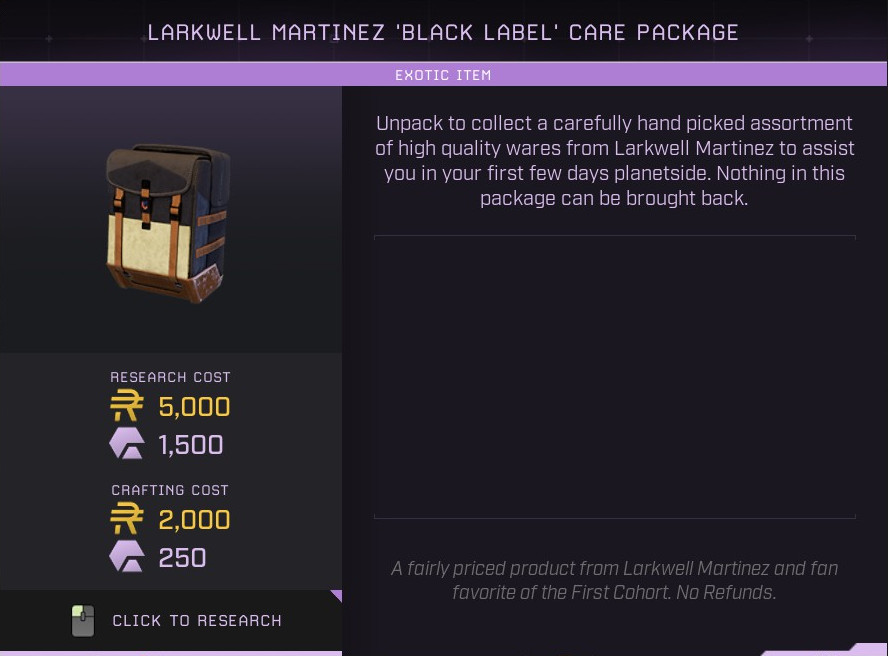 LARKWELL MARTINEZ 'BLACK LABEL' CARE PACKAGE
EXOTIC ITEM
Unpack to collect a carefully hand picked assortment
of high quality wares from Larkwell Martinez to assist
you in your first few days planetside. Nothing in this
package can be brought back.
RESEARCH COST
5,000
1,500
CRAFTING COST
2,000
250
CLICK TO RESEARCH
A fairly priced product from Larkwell Martinez and fan
favorite of the First Cohort. No Refunds.